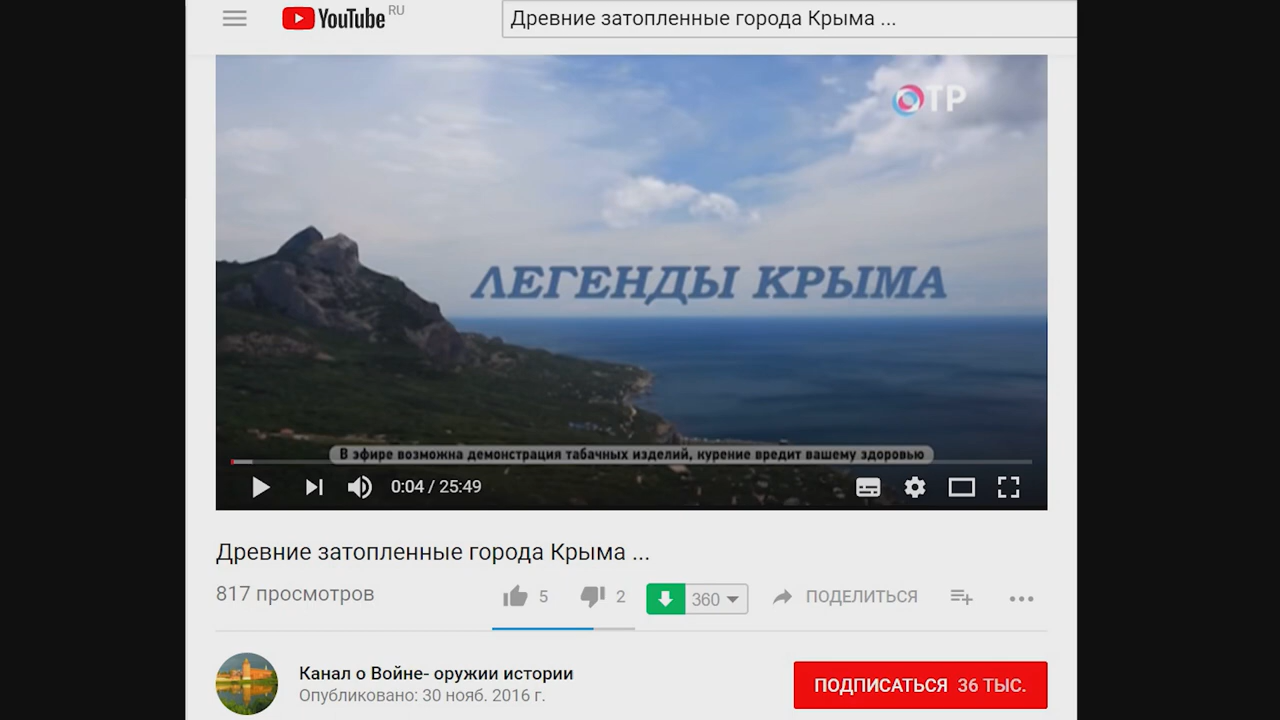 YouTube RU
Древние затопленные города Крыма ...
ОТР
ЛЕГЕНДЫ КРЫМА
В эфире возможна демонстрация табачных изделий, курение вредит вашему здоровью
0:04 / 25:49
Древние затопленные города Крыма ...
817 просмотров
5
2
360
ПОДЕЛИТЬСЯ
Канал о Войне- оружии истории
Опубликовано: 30 нояб. 2016 г.
ПОДПИСАТЬСЯ 36 ТЫС.